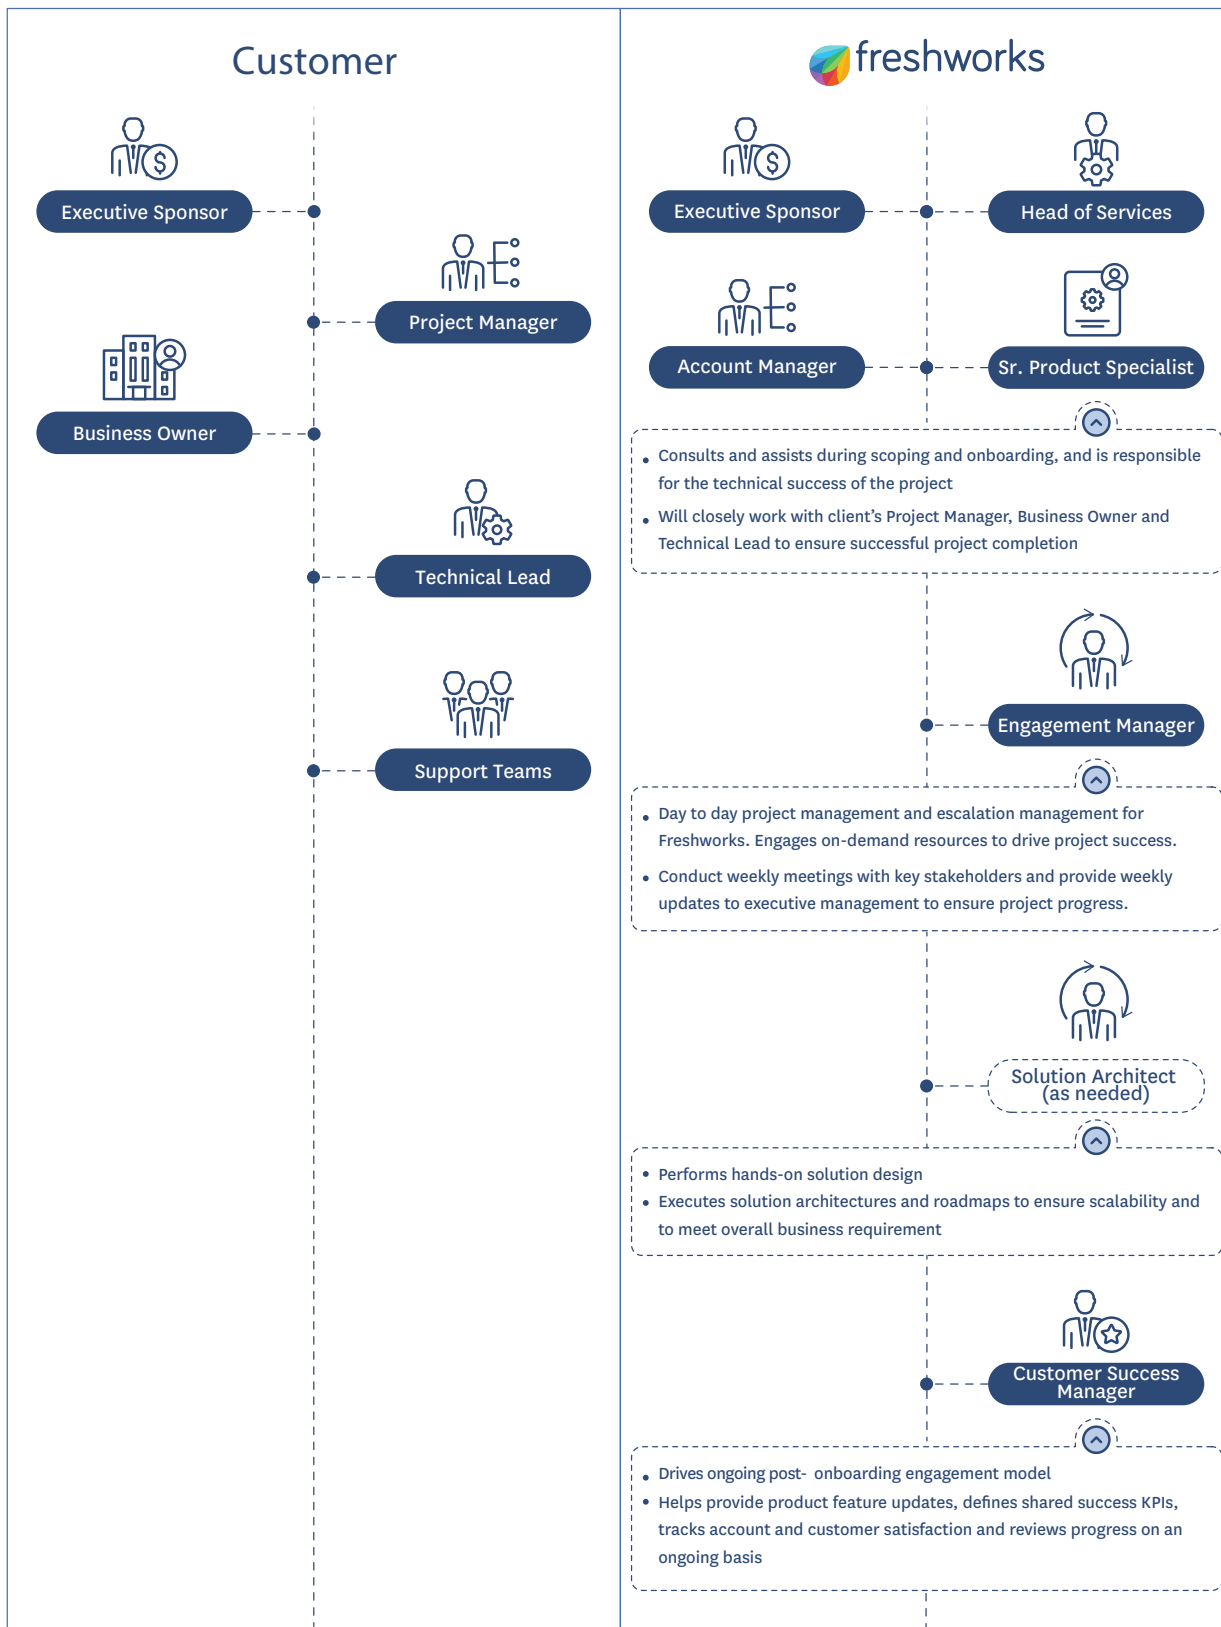 Customer
Executive Sponsor
Project Manager
Business Owner
Technical Lead
Support Teams
freshworks
Executive Sponsor
Head of Services
Account Manager
Sr. Product Specialist
• Consults and assists during scoping and onboarding, and is responsible
for the technical success of the project
• Will closely work with client’s Project Manager, Business Owner and
Technical Lead to ensure successful project completion
Engagement Manager
• Day to day project management and escalation management for
Freshworks. Engages on-demand resources to drive project success.
• Conduct weekly meetings with key stakeholders and provide weekly
updates to executive management to ensure project progress.
Solution Architect
(as needed)
• Performs hands-on solution design
• Executes solution architectures and roadmaps to ensure scalability and
to meet overall business requirement
Customer Success
Manager
• Drives ongoing post- onboarding engagement model
• Helps provide product feature updates, defines shared success KPIs,
tracks account and customer satisfaction and reviews progress on an
ongoing basis